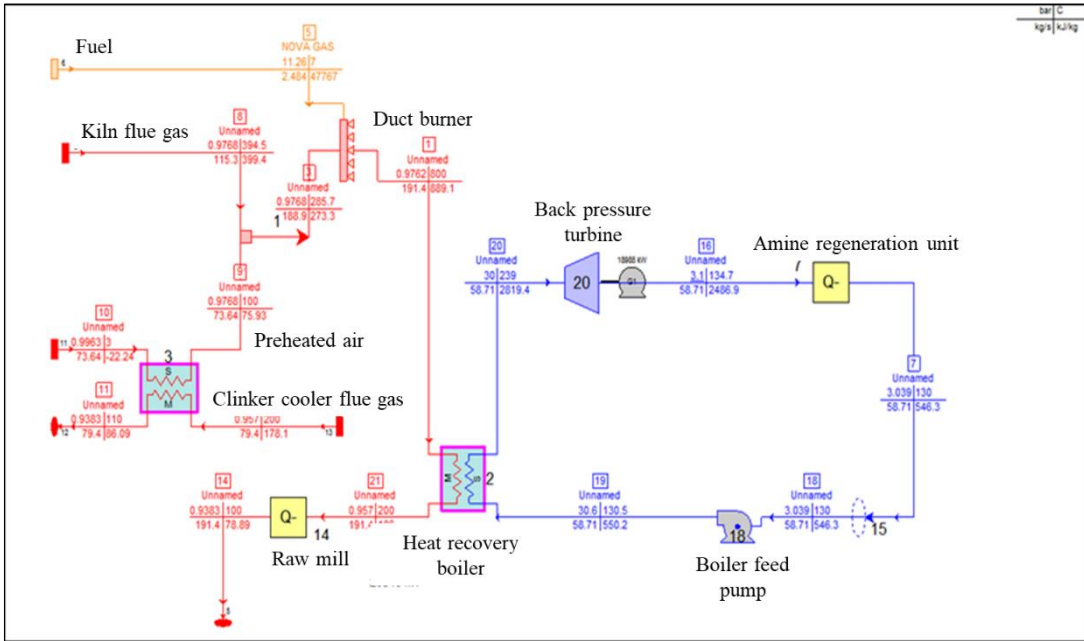 bar C
kg/s kJ/kg
5
NOVA GAS
11.26 7
2.484 47767
Fuel
6
8
Unnamed
0.9768 394.5
115.3 399.4
Kiln flue gas
Duct burner
1
Unnamed
0.9762 800
191.4 889.1
3
Unnamed
0.9768 285.7
188.9 273.3
1
9
Unnamed
0.9768 100
73.64 75.93
Preheated air
10
Unnamed
0.9963 3
73.64 -22.24
11
3
S
M
11
Unnamed
0.9383 110
79.4 86.09
12
Clinker cooler flue gas
0.957 200
79.4 178.1
13
Back pressure
turbine
20
Unnamed
30 239
58.71 2819.4
20
G1
16
Unnamed
3.1 134.7
58.71 2486.9
Amine regeneration unit
Q-
7
Unnamed
3.039 130
58.71 546.3
M
S
2
14
Unnamed
0.9383 100
191.4 78.89
Q-
14
Raw mill
21
Unnamed
0.957 200
Heat recovery
boiler
19
Unnamed
30.6 130.5
58.71 550.2
18
Boiler feed
pump
18
Unnamed
3.039 130
58.71 546.3
15
5